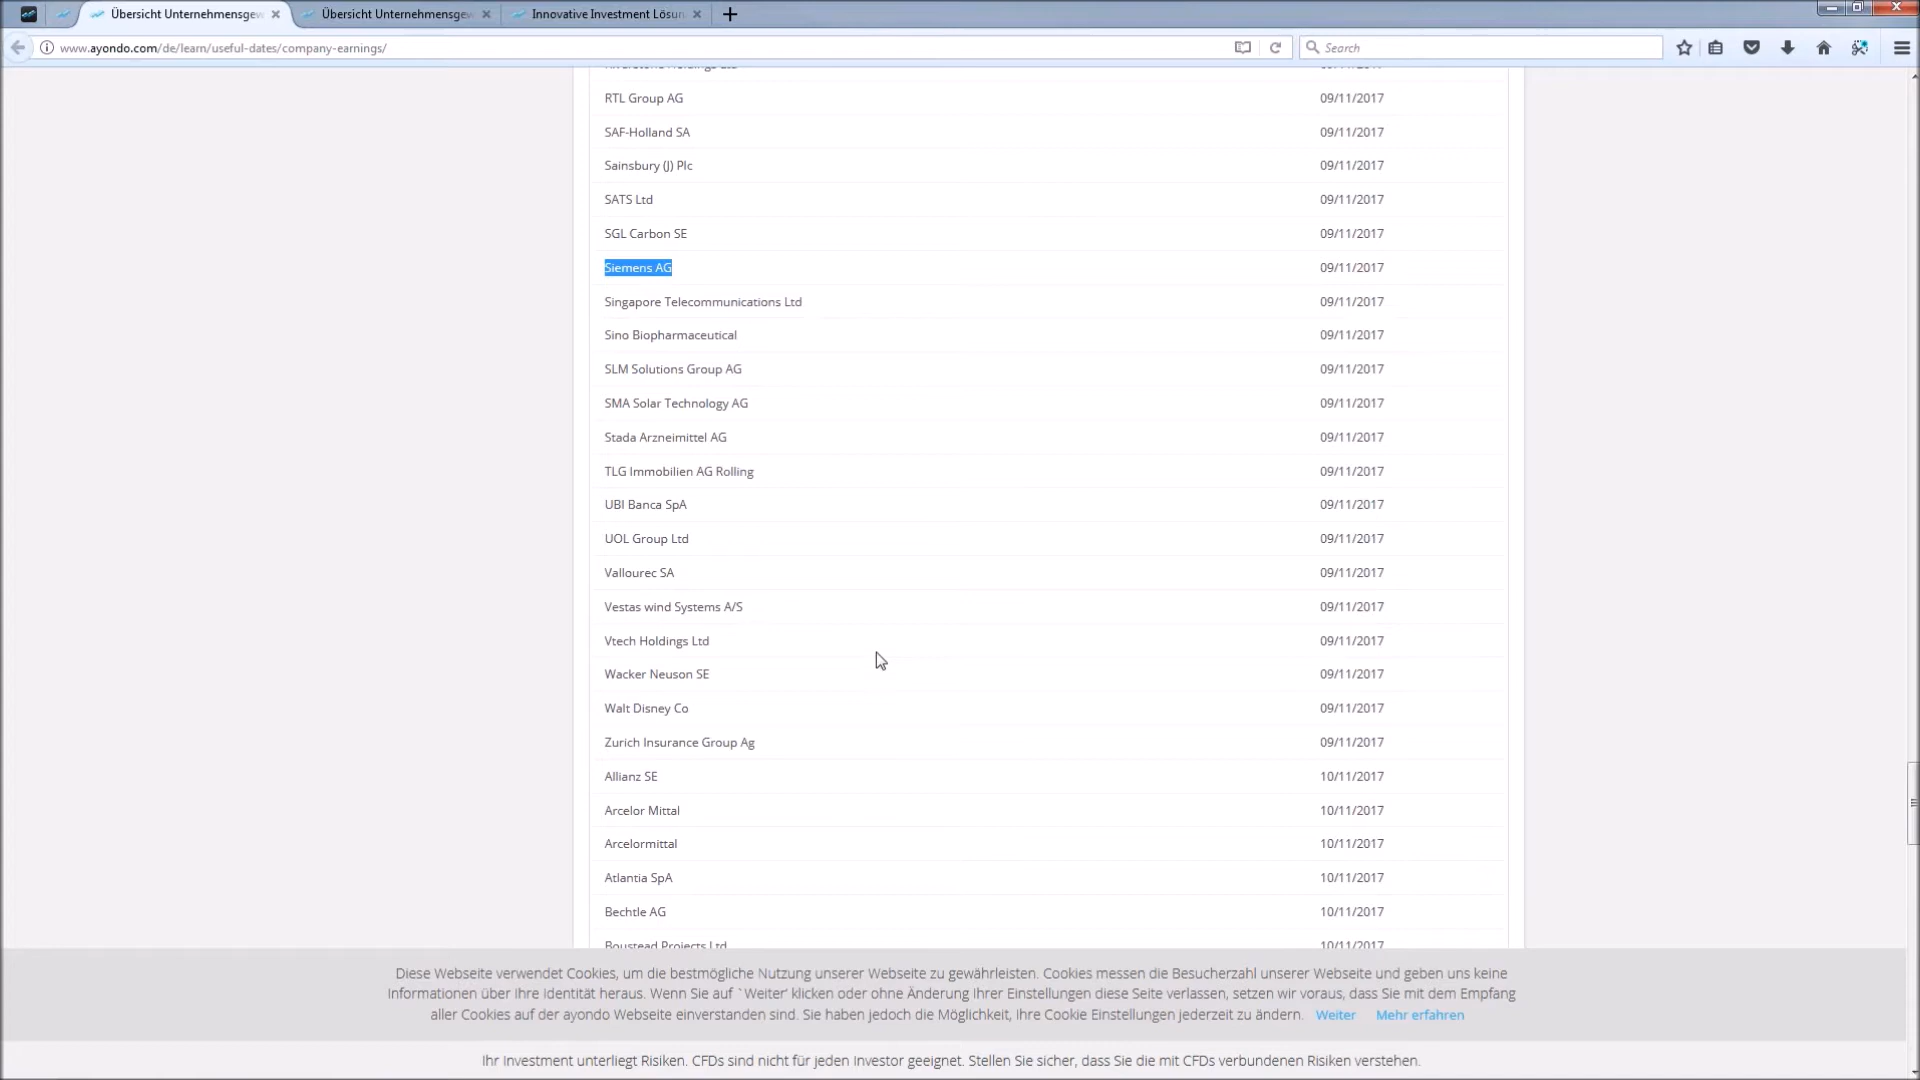 Übersicht Unternehmensgew
Übersicht Unternehmensgew
Innovative Investment Lösun
www.ayondo.com/de/learn/useful-dates/company-earnings/
Search
RTL Group AG 09/11/2017
SAF-Holland SA 09/11/2017
Sainsbury (J) Plc 09/11/2017
SATS Ltd 09/11/2017
SGL Carbon SE 09/11/2017
Siemens AG 09/11/2017
Singapore Telecommunications Ltd 09/11/2017
Sino Biopharmaceutical 09/11/2017
SLM Solutions Group AG 09/11/2017
SMA Solar Technology AG 09/11/2017
Stada Arzneimittel AG 09/11/2017
TLG Immobilien AG Rolling 09/11/2017
UBI Banca SpA 09/11/2017
UOL Group Ltd 09/11/2017
Vallourec SA 09/11/2017
Vestas wind Systems A/S 09/11/2017
Vtech Holdings Ltd 09/11/2017
Wacker Neuson SE 09/11/2017
Walt Disney Co 09/11/2017
Zurich Insurance Group Ag 09/11/2017
Allianz SE 10/11/2017
Arcelor Mittal 10/11/2017
Arcelormittal 10/11/2017
Atlantia SpA 10/11/2017
Bechtle AG 10/11/2017
Boustead Projects Ltd 10/11/2017
Diese Webseite verwendet Cookies, um die bestmögliche Nutzung unserer Webseite zu gewährleisten. Cookies messen die Besucherzahl unserer Webseite und geben uns keine
Informationen über Ihre Identität heraus. Wenn Sie auf `Weiter' klicken oder ohne Änderung Ihrer Einstellungen diese Seite verlassen, setzen wir voraus, dass Sie mit dem Empfang
aller Cookies auf der ayondo Webseite einverstanden sind. Sie haben jedoch die Möglichkeit, Ihre Cookie Einstellungen jederzeit zu ändern. Weiter Mehr erfahren
Ihr Investment unterliegt Risiken. CFDs sind nicht für jeden Investor geeignet. Stellen Sie sicher, dass Sie die mit CFDs verbundenen Risiken verstehen.